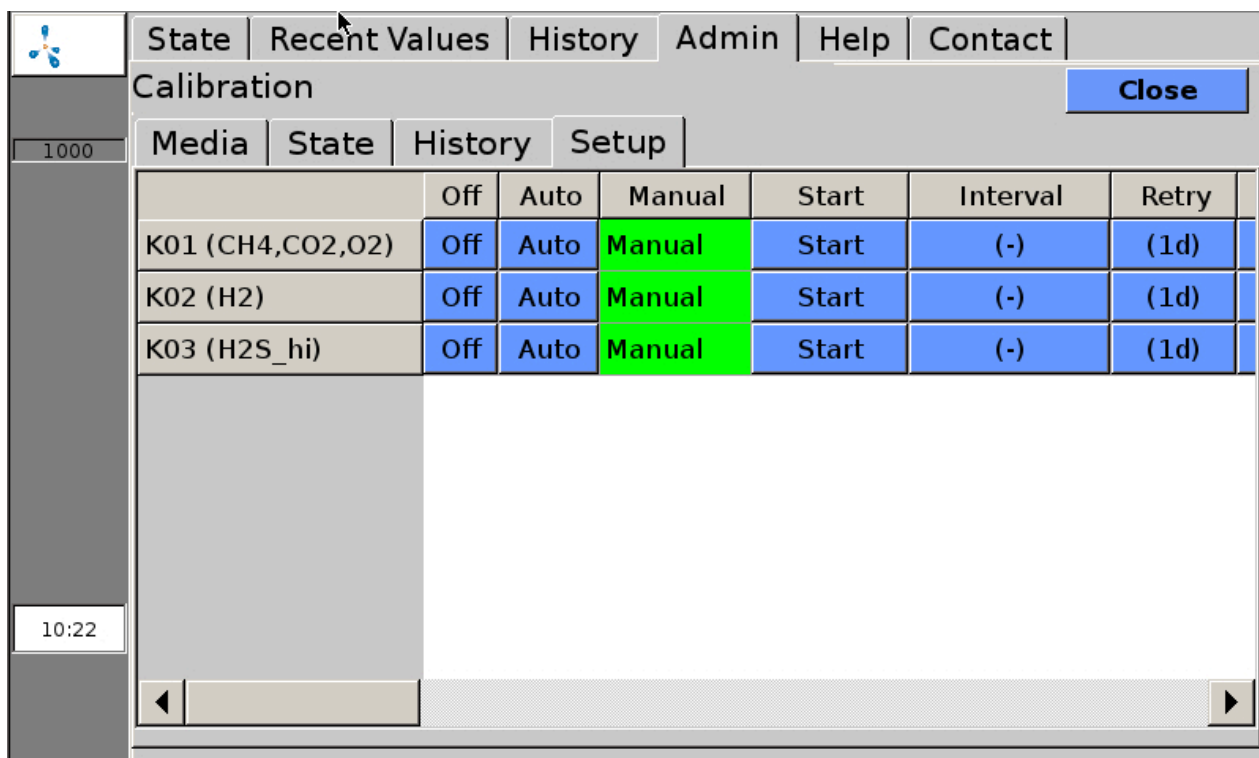 State Recent Values History Admin Help Contact
Calibration Close
1000 Media State History Setup
Off Auto Manual Start Interval Retry
K01 (CH4,CO2,O2) Off Auto Manual Start (-) (1d)
K02 (H2) Off Auto Manual Start (-) (1d)
K03 (H2S_hi) Off Auto Manual Start (-) (1d)
10:22